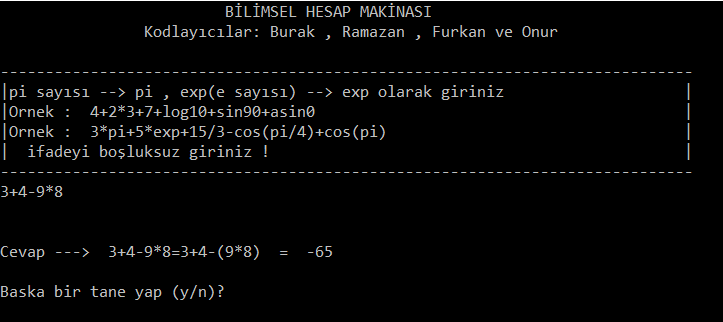 BİLİMSEL HESAP MAKİNASI
Kodlayıcılar: Burak , Ramazan , Furkan ve Onur
---------------------------------------------------------------------------
|pi sayısı --> pi , exp(e sayısı) --> exp olarak giriniz |
|Ornek : 4+2*3+7+log10+sin90+asin0 |
|Ornek : 3*pi+5*exp+15/3-cos(pi/4)+cos(pi) |
| ifadeyi boşluksuz giriniz ! |
---------------------------------------------------------------------------
3+4-9*8
Cevap ---> 3+4-9*8=3+4-(9*8) = -65
Baska bir tane yap (y/n)?